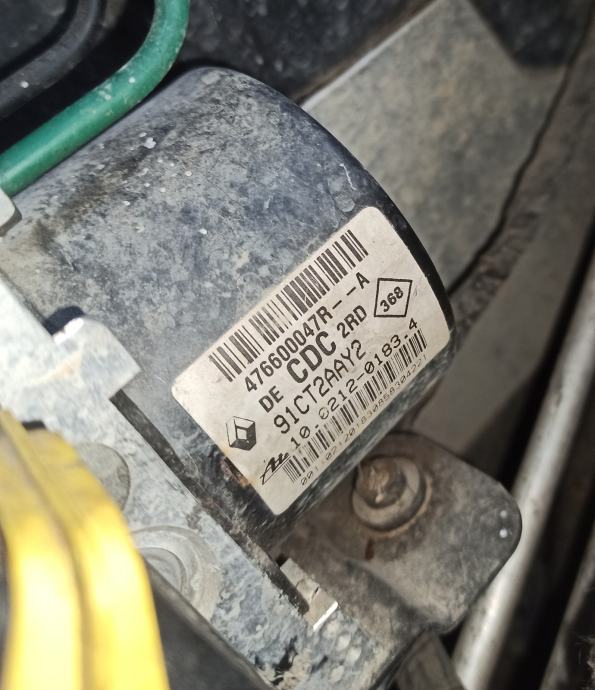 476600047R--A
DE CDC 2RD 368
91CT2AAY2
10.0212-0183.4